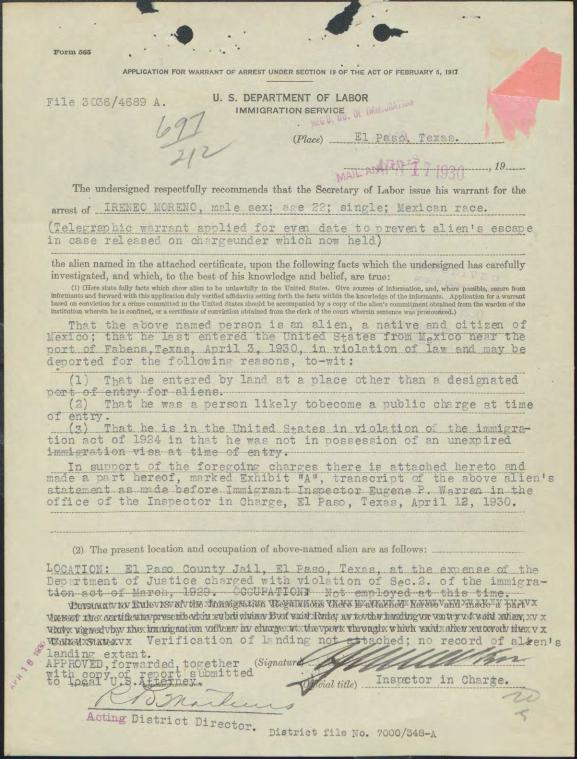 Form 565
APPLICATION FOR WARRANT OF ARREST UNDER SECTION 19 OF THE ACT OF FEBRUARY 5, 1917
File 3036/4689 A.
U. S. DEPARTMENT OF LABOR
IMMIGRATION SERVICE
697
212
(Place) El Paso, Texas.
MAIL 17 1930 , 19
The undersigned respectfully recommends that the Secretary of Labor issue his warrant for the
arrest of IRENEO MORENO, male sex; age 22; single; Mexican race.
(Telegraphic warrant applied for even date to prevent alien's escape
in case released on chargeunder which now held)
the alien named in the attached certificate, upon the following facts which the undersigned has carefully
investigated, and which, to the best of his knowledge and belief, are true:
(1) (Here state fully facts which show alien to be unlawfully in the United States. Give sources of information, and, where possible, secure from
informants and forward with this application duly verified affidavits setting forth the facts within the knowledge of the informants. Application for a warrant
based on conviction for a crime committed in the United States should be accompanied by a copy of the alien's commitment obtained from the warden of the
institution wherein he is confined, or a certificate of conviction obtained from the clerk of the court wherein sentence was pronounced.)
That the above named person is an alien, a native and citizen of
Mexico; that he last entered the United States from Mexico near the
port of Fabens,Texas, April 3, 1930, in violation of law and may be
deported for the following reasons, to-wit:
(1) That he entered by land at a place other than a designated
port of entry for aliens.
(2) That he was a person likely tobecome a public charge at time
of entry.
(3) That he is in the United States in violation of the immigra-
tion act of 1924 in that he was not in possession of an unexpired
immigration visa at time of entry.
In support of the foregoing charges there is attached hereto and
made a part hereof, marked Exhibit "A", transcript of the above alien's
statement as made before Immigrant Inspector Eugene P. Warren in the
office of the Inspector in Charge, El Paso, Texas, April 12, 1930.
(2) The present location and occupation of above-named alien are as follows:
LOCATION: El Paso County Jail, El Paso, Texas, at the expense of the
Department of Justice charged with violation of Sec.2. of the immigra-
tion act of March, 1929. OCCUPATION: Not employed at this time.
Verification of landing not attached; no record of alien's
landing extant.
APPROVED,forwarded,together
with copy of report submitted
to local U.S.Attorney.
(Signature)
(Official title) Inspector in Charge.
Acting District Director.
District file No. 7000/348-A